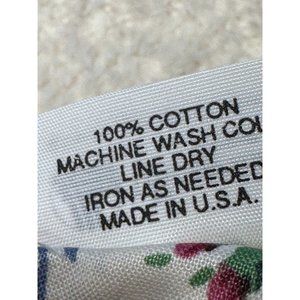 100% COTTON
MACHINE WASH COL
LINE DRY
IRON AS NEEDED
MADE IN U.S.A.